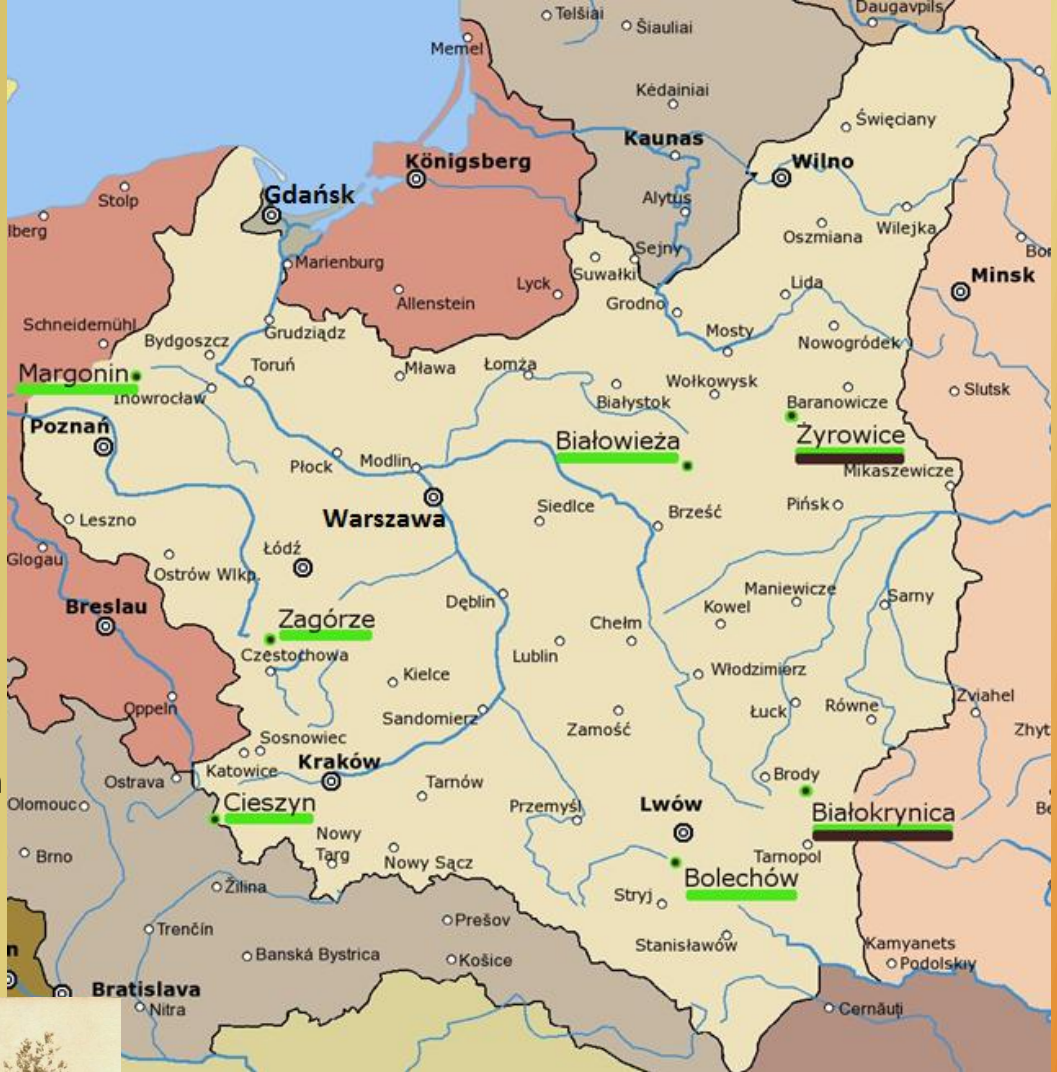 Daugavpils
Telšiai
Šiauliai
Memel
Kėdainiai
Święciany
Kaunas
Wilno
Königsberg
Stolp
Gdańsk
Alytus
Wilejka
lberg
Oszmiana
Bor
Sejny
Marienburg
Suwałki
Minsk
Lyck
Lida
Allenstein
Grodno
Schneidemühl
Grudziądz
Mosty
Bydgoszcz
Nowogródek
Toruń
Mława
Łomża
Margonin
Wołkowysk
Slutsk
Inowrocław
Białystok
Baranowicze
Poznań
Białowieża
Żyrowice
Płock
Modlin
Mikaszewicze
Warszawa
Siedlce
Pińsk
Leszno
Brześć
Łódź
Glogau
Ostrów Wlkp.
Maniewicze
Sarny
Breslau
Dęblin
Kowel
Zagórze
Chełm
Częstochowa
Lublin
Włodzimierz
Kielce
Oppeln
Zviahel
Sandomierz
Łuck
Równe
Zamość
Zhyt
Sosnowiec
Kraków
Katowice
Brody
Ostrava
Tarnów
Olomouc
Cieszyn
Przemyśl
Lwów
Białokrynica
Be
Nowy
Targ
Brno
Nowy Sącz
Tarnopol
Bolechów
Žilina
Stryj
Prešov
Trenčín
Stanisławów
Kamyanets
Podolskiy
n
Banská Bystrica
Košice
Bratislava
Nitra
Cernăuți